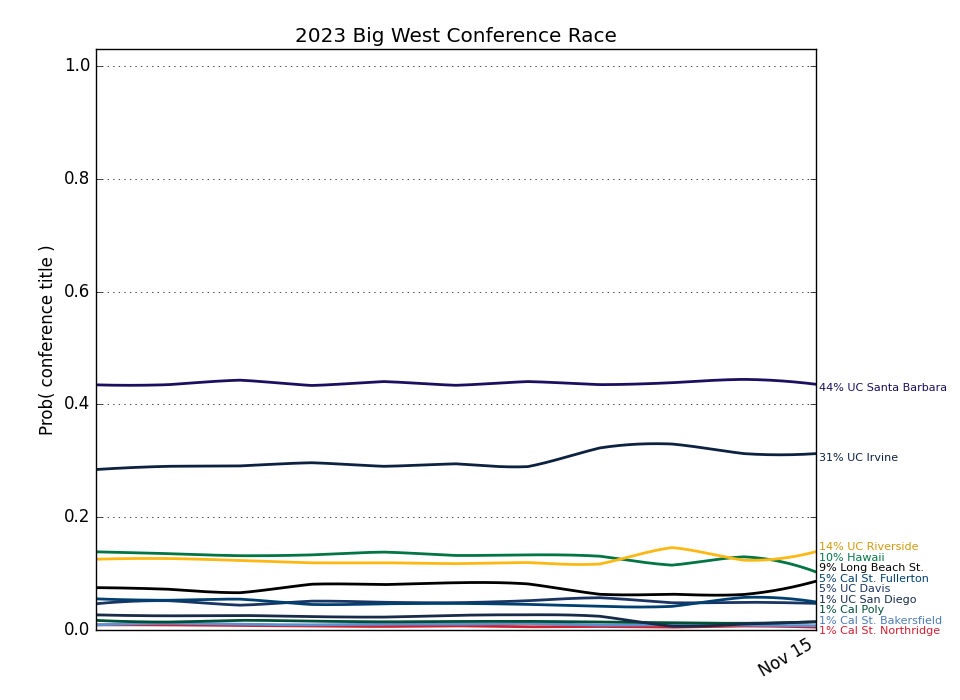 2023 Big West Conference Race
Prob( conference title )
1.0
0.8
0.6
0.4
0.2
0.0
44% UC Santa Barbara
31% UC Irvine
14% UC Riverside
10% Hawaii
9% Long Beach St.
5% Cal St. Fullerton
5% UC Davis
1% UC San Diego
1% Cal Poly
1% Cal St. Bakersfield
1% Cal St. Northridge
Nov 15